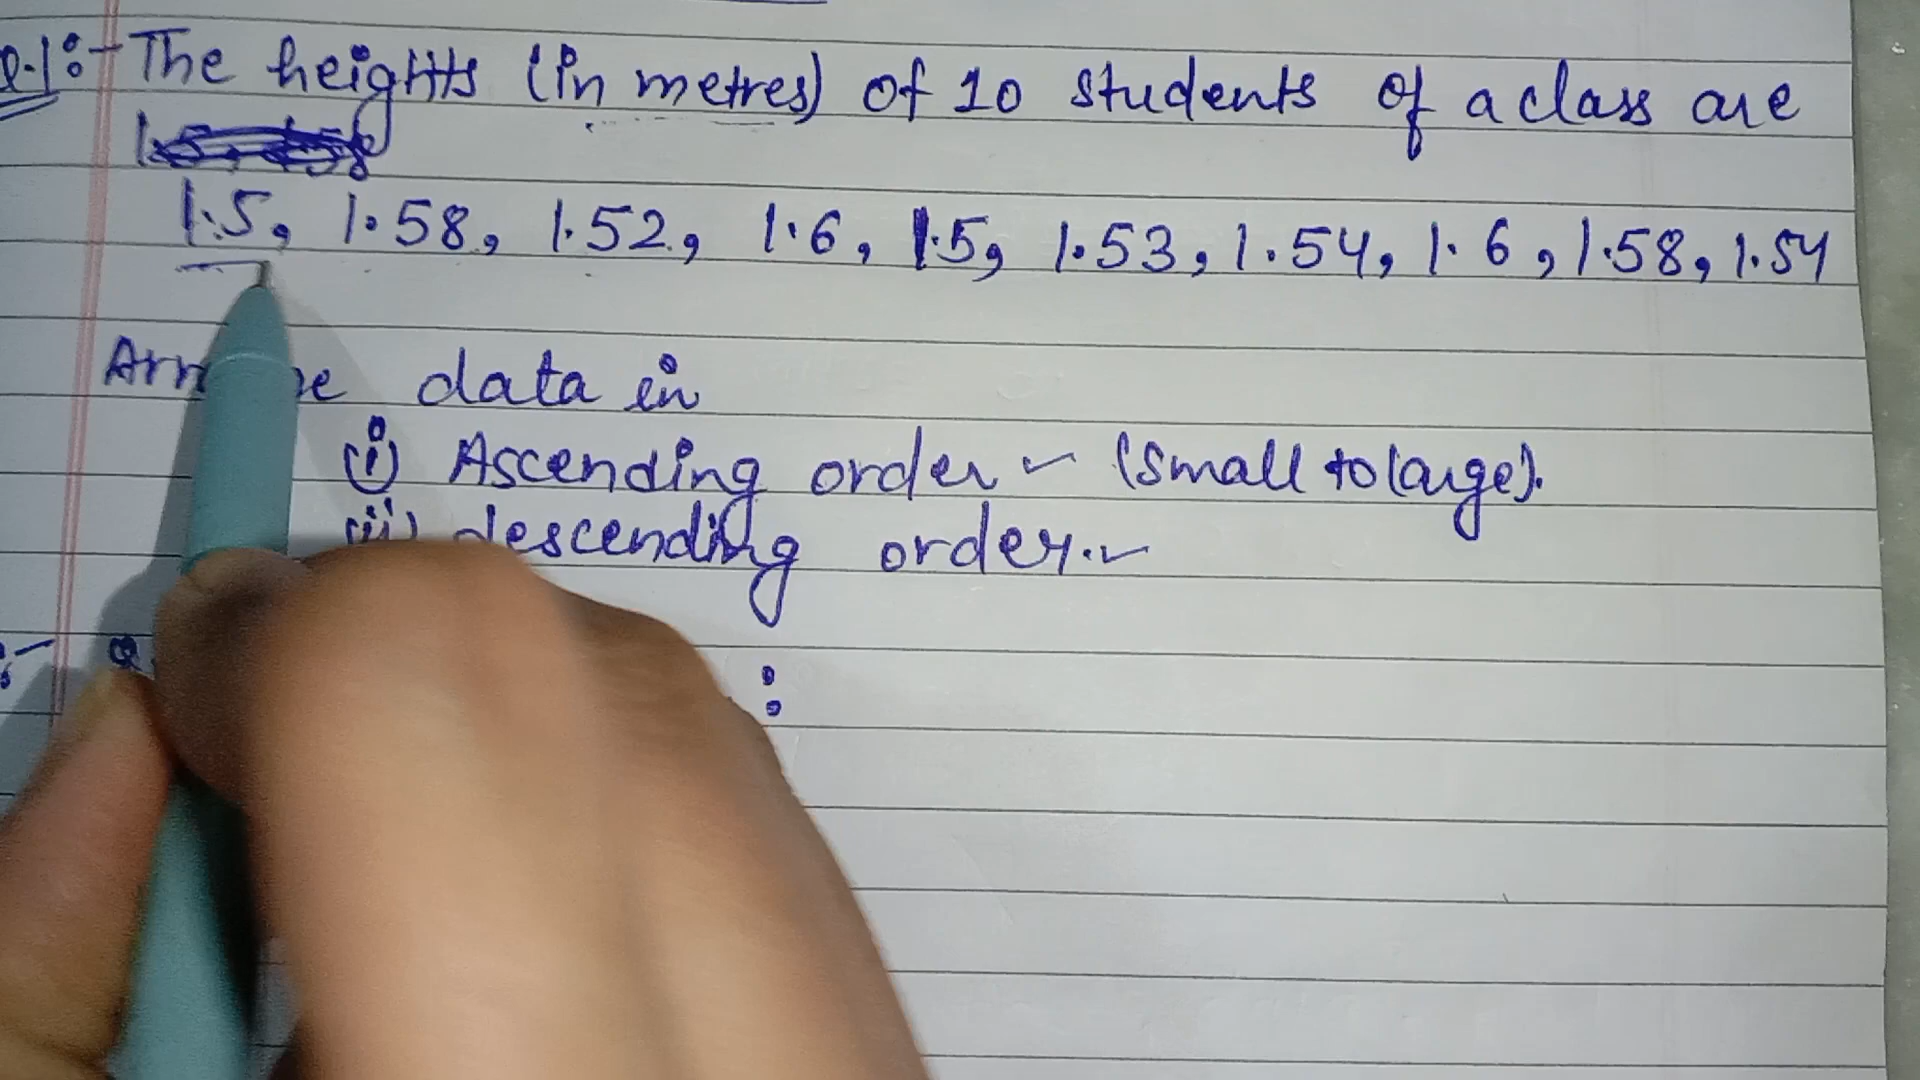 Q.1:- The heights (in metres) of 10 students of a class are
1.5, 1.58, 1.52, 1.6, 1.5, 1.53, 1.54, 1.6, 1.58, 1.54
data in
(i) Ascending order ✓ (small to large).
(ii) descending order. ✓
: